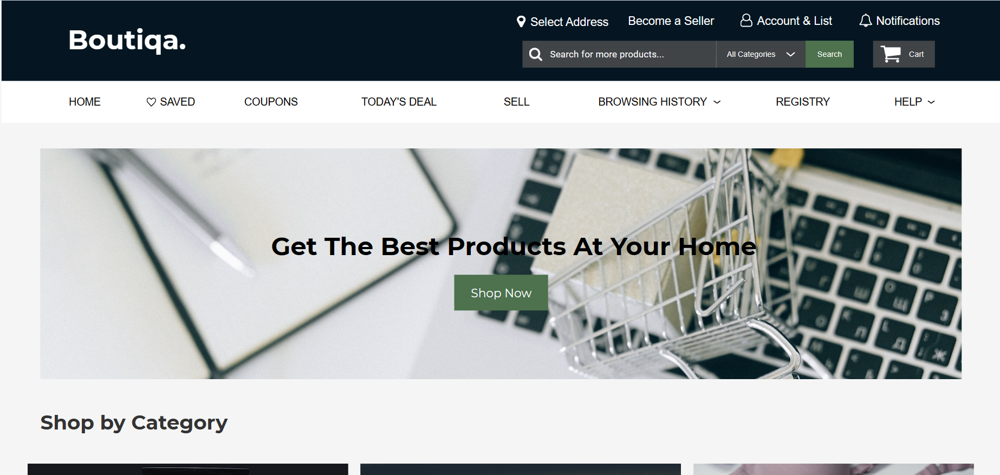 Select Address
Become a Seller
Account & List
Notifications
Boutiqa.
Search for more products...
All Categories
Search
Cart
HOME
SAVED
COUPONS
TODAY'S DEAL
SELL
BROWSING HISTORY
REGISTRY
HELP
Get The Best Products At Your Home
Shop Now
Shop by Category